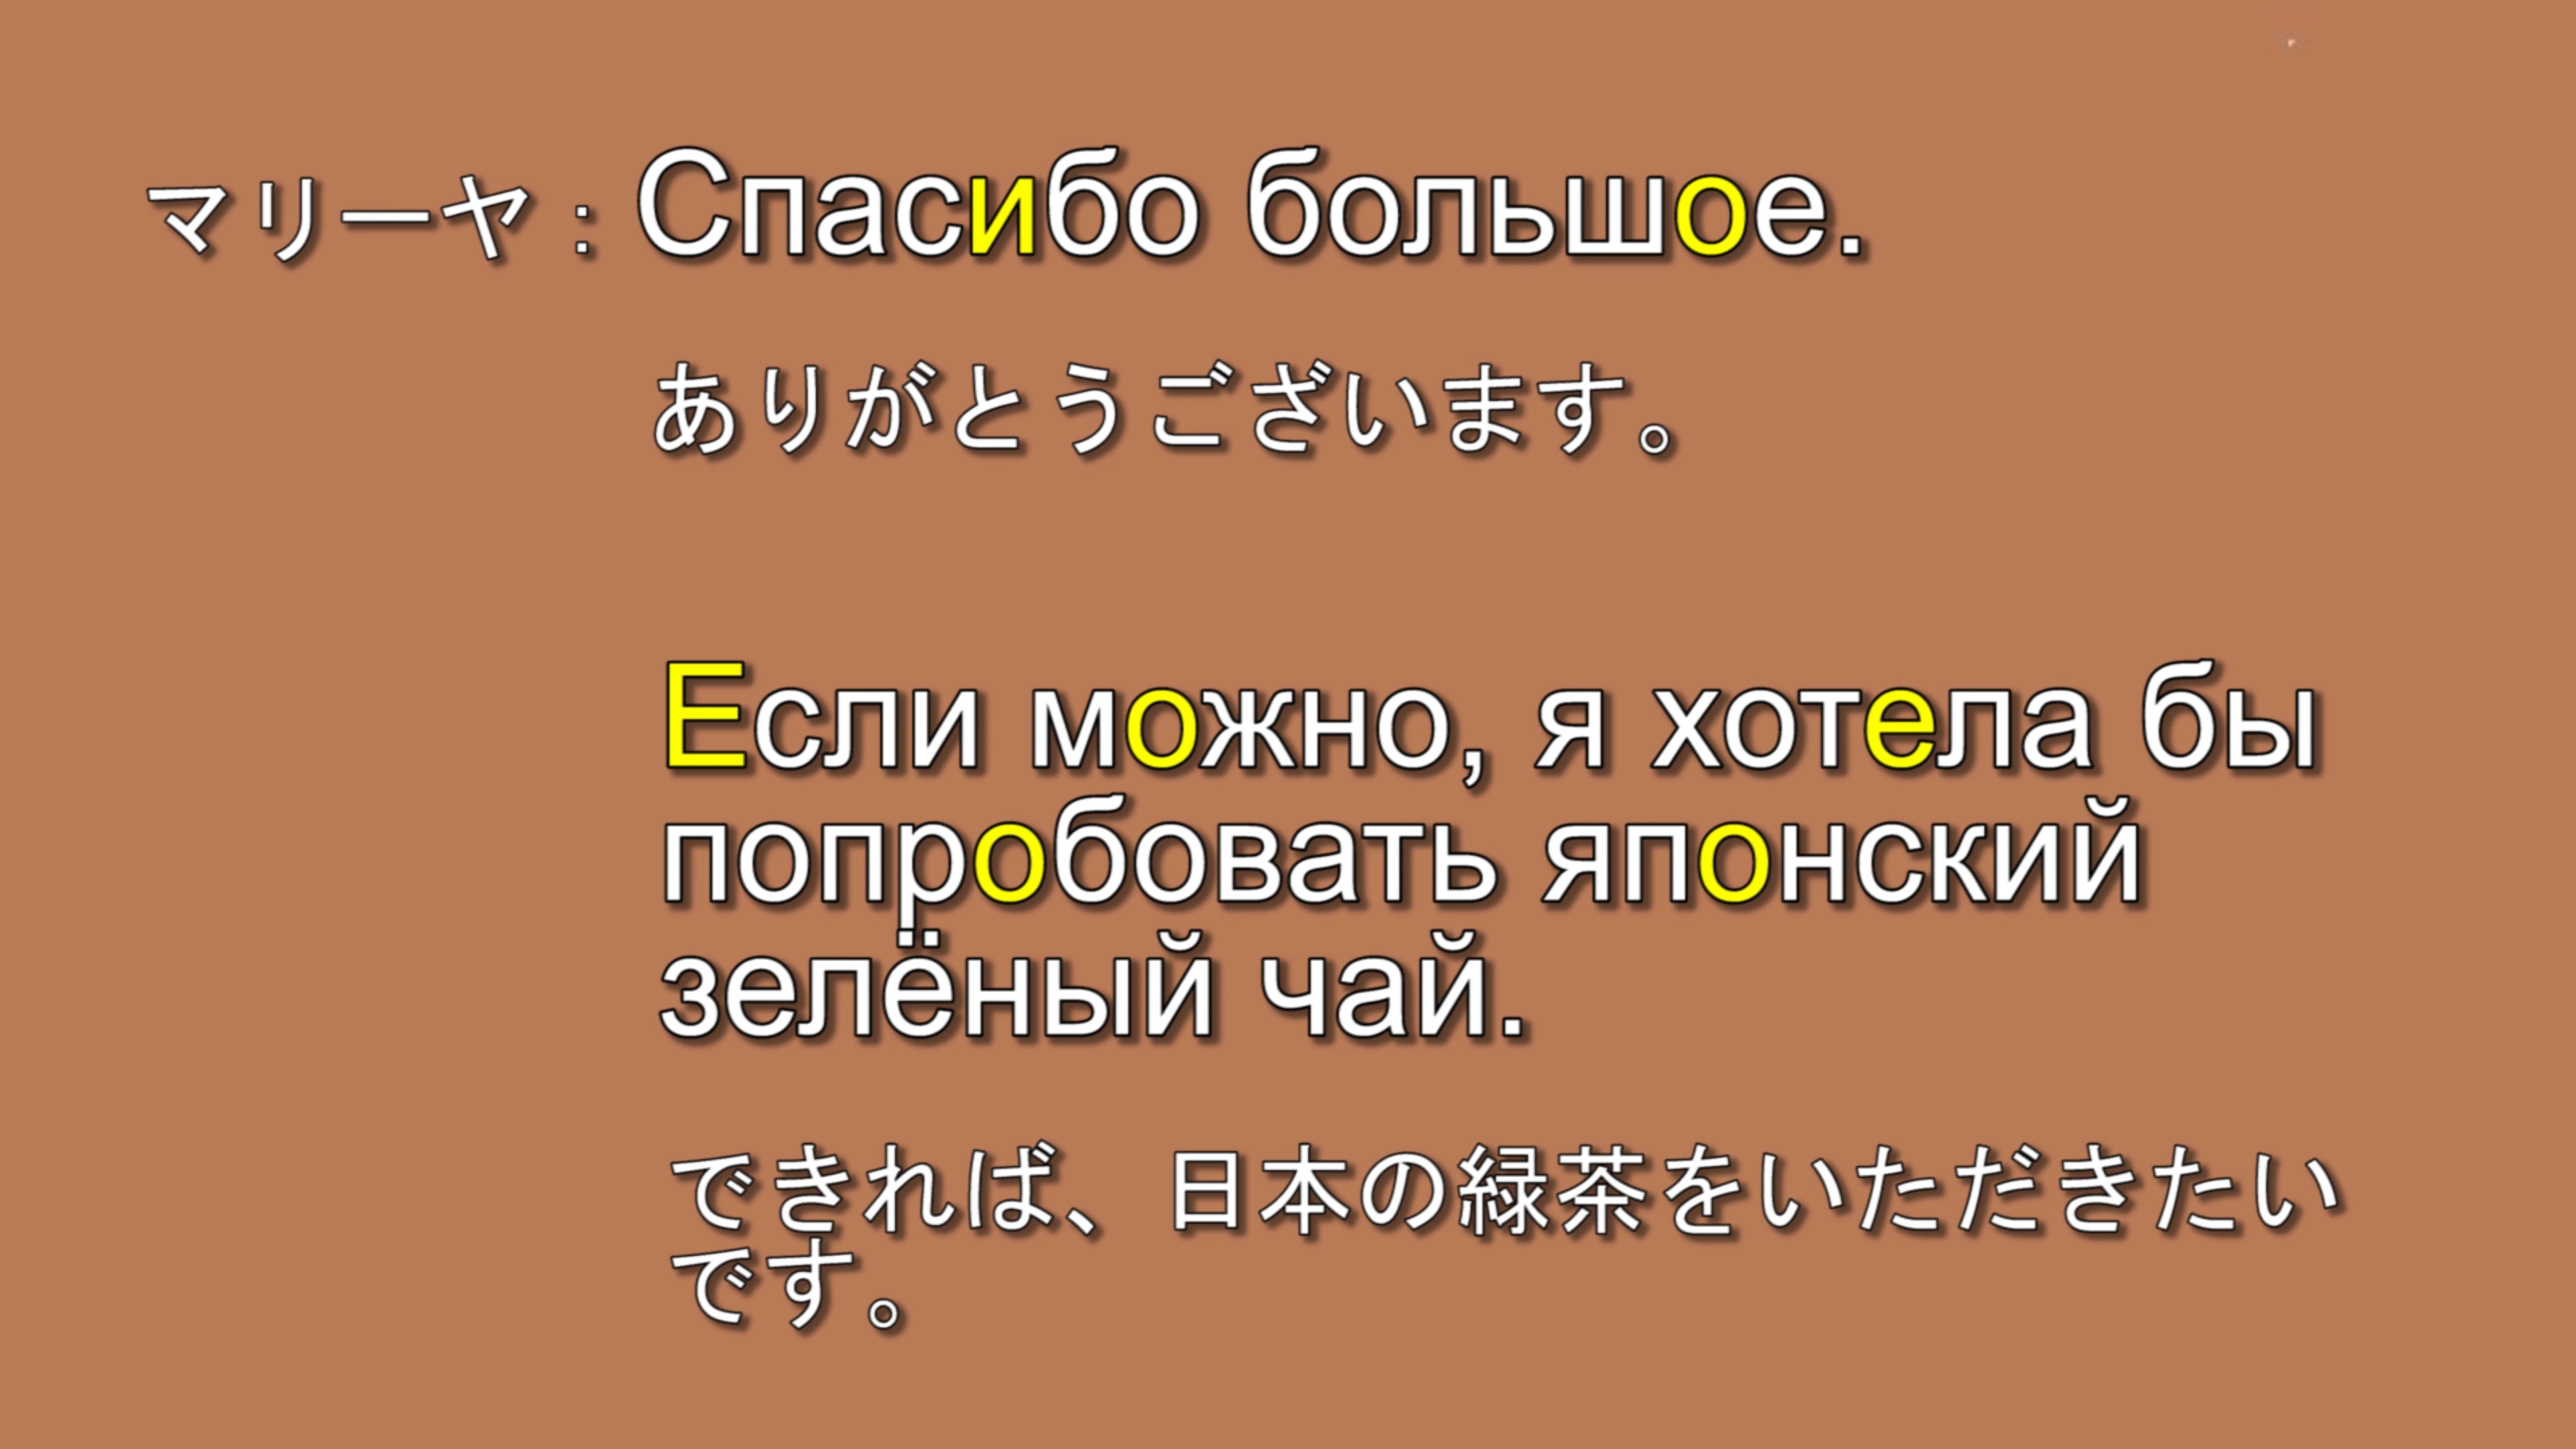 マリーヤ：Спасибо большое.
ありがとうございます。
Если можно, я хотела бы
попробовать японский
зелёный чай.
できれば、日本の緑茶をいただきたい
です。